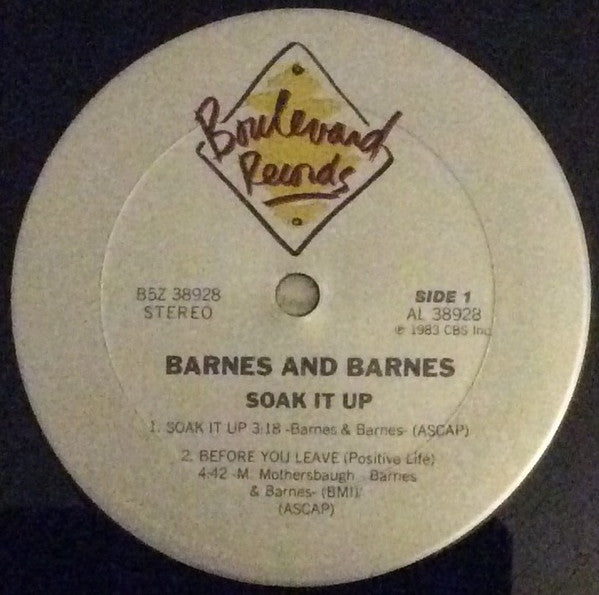 Boulevard
Records
B5Z 38928
STEREO
SIDE 1
AL 38928
℗ 1983 CBS Inc.
BARNES AND BARNES
SOAK IT UP
1. SOAK IT UP 3:18 -Barnes & Barnes- (ASCAP)
2. BEFORE YOU LEAVE (Positive Life)
4:42 -M. Mothersbaugh - Barnes
& Barnes- (BMI)/
(ASCAP)